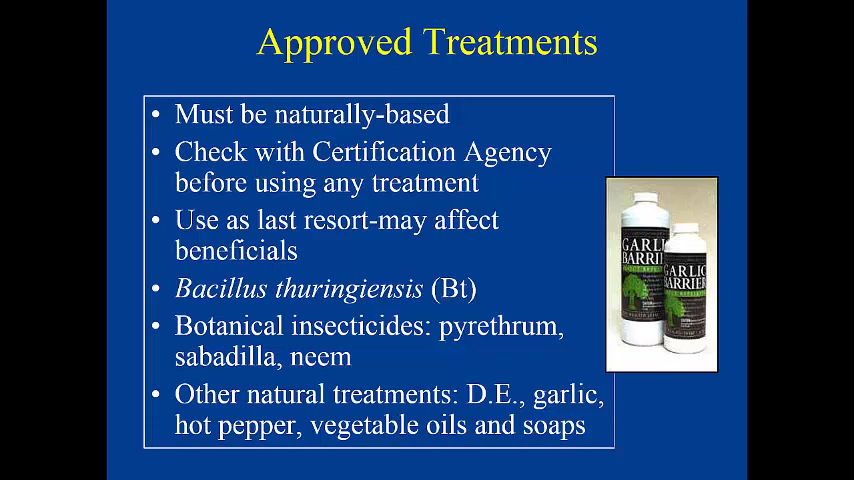 Approved Treatments
• Must be naturally-based
• Check with Certification Agency
before using any treatment
• Use as last resort-may affect
beneficials
• Bacillus thuringiensis (Bt)
• Botanical insecticides: pyrethrum,
sabadilla, neem
• Other natural treatments: D.E., garlic,
hot pepper, vegetable oils and soaps
GARLIC
BARRIER
GARLIC
BARRIER